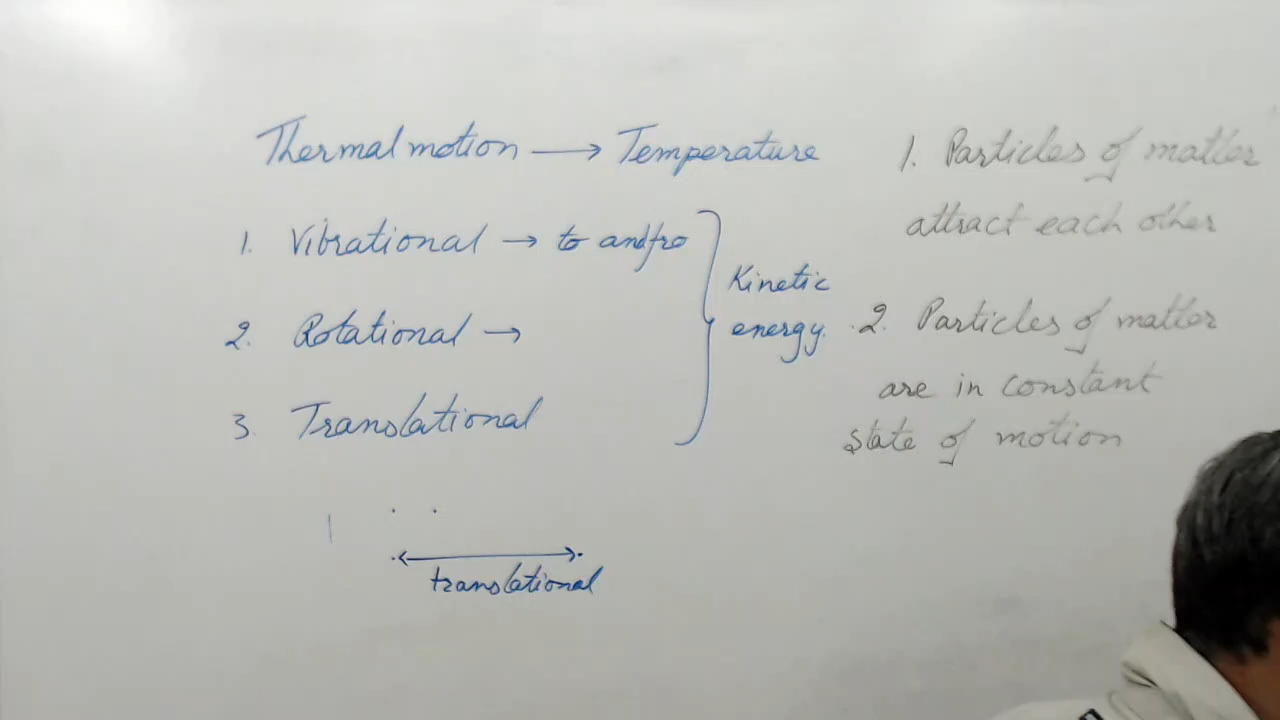 Thermal motion → Temperature
1. Vibrational → to and fro
2. Rotational →
3. Translational
Kinetic
energy.
translational
1. Particles of matter
attract each other
2. Particles of matter
are in constant
state of motion